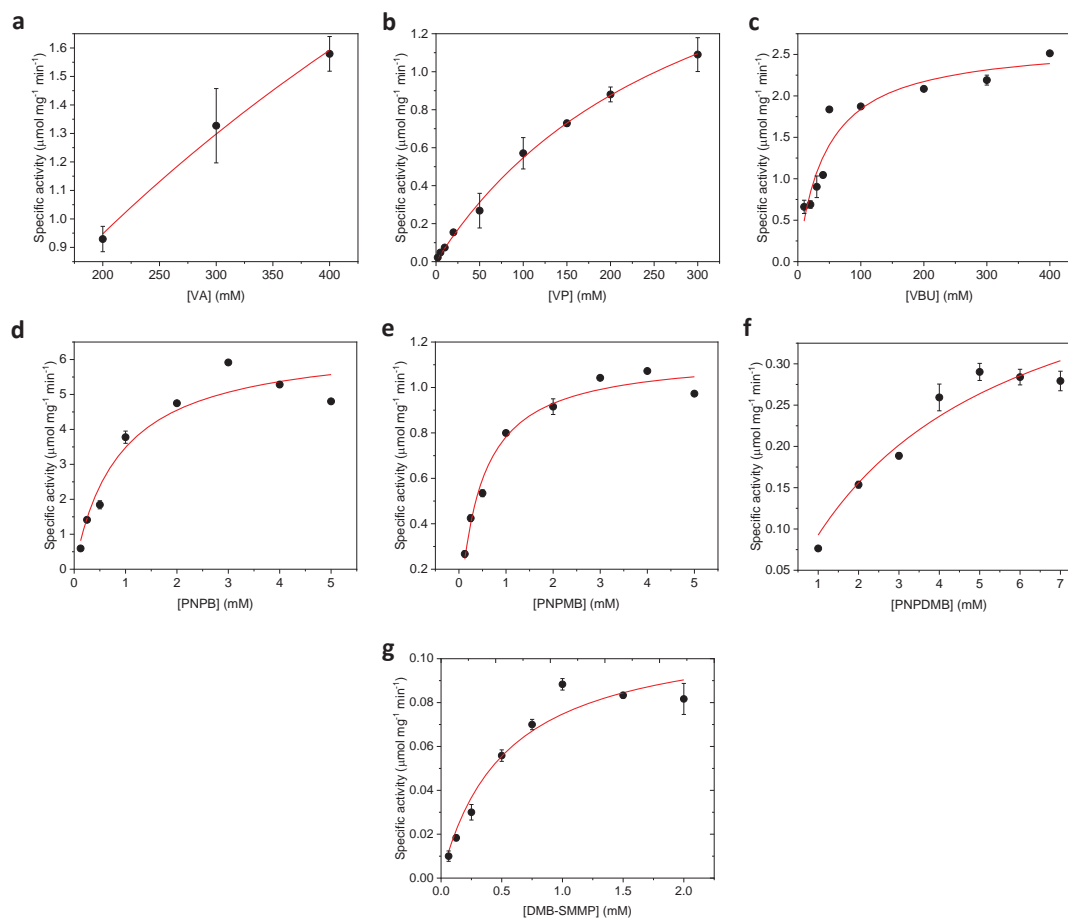 a
Specific activity (µmol mg⁻¹ min⁻¹)
1.6
1.5
1.4
1.3
1.2
1.1
1.0
0.9
200 250 300 350 400
[VA] (mM)
b
Specific activity (µmol mg⁻¹ min⁻¹)
1.2
1.0
0.8
0.6
0.4
0.2
0.0
0 50 100 150 200 250 300
[VP] (mM)
c
Specific activity (µmol mg⁻¹ min⁻¹)
2.5
2.0
1.5
1.0
0.5
0.0
0 100 200 300 400
[VBU] (mM)
d
Specific activity (µmol mg⁻¹ min⁻¹)
6
5
4
3
2
1
0
0 1 2 3 4 5
[PNPB] (mM)
e
Specific activity (µmol mg⁻¹ min⁻¹)
1.2
1.0
0.8
0.6
0.4
0.2
0 1 2 3 4 5
[PNPMB] (mM)
f
Specific activity (µmol mg⁻¹ min⁻¹)
0.30
0.25
0.20
0.15
0.10
0.05
1 2 3 4 5 6 7
[PNPDMB] (mM)
g
Specific activity (µmol mg⁻¹ min⁻¹)
0.10
0.08
0.06
0.04
0.02
0.00
0.0 0.5 1.0 1.5 2.0
[DMB-SMMP] (mM)